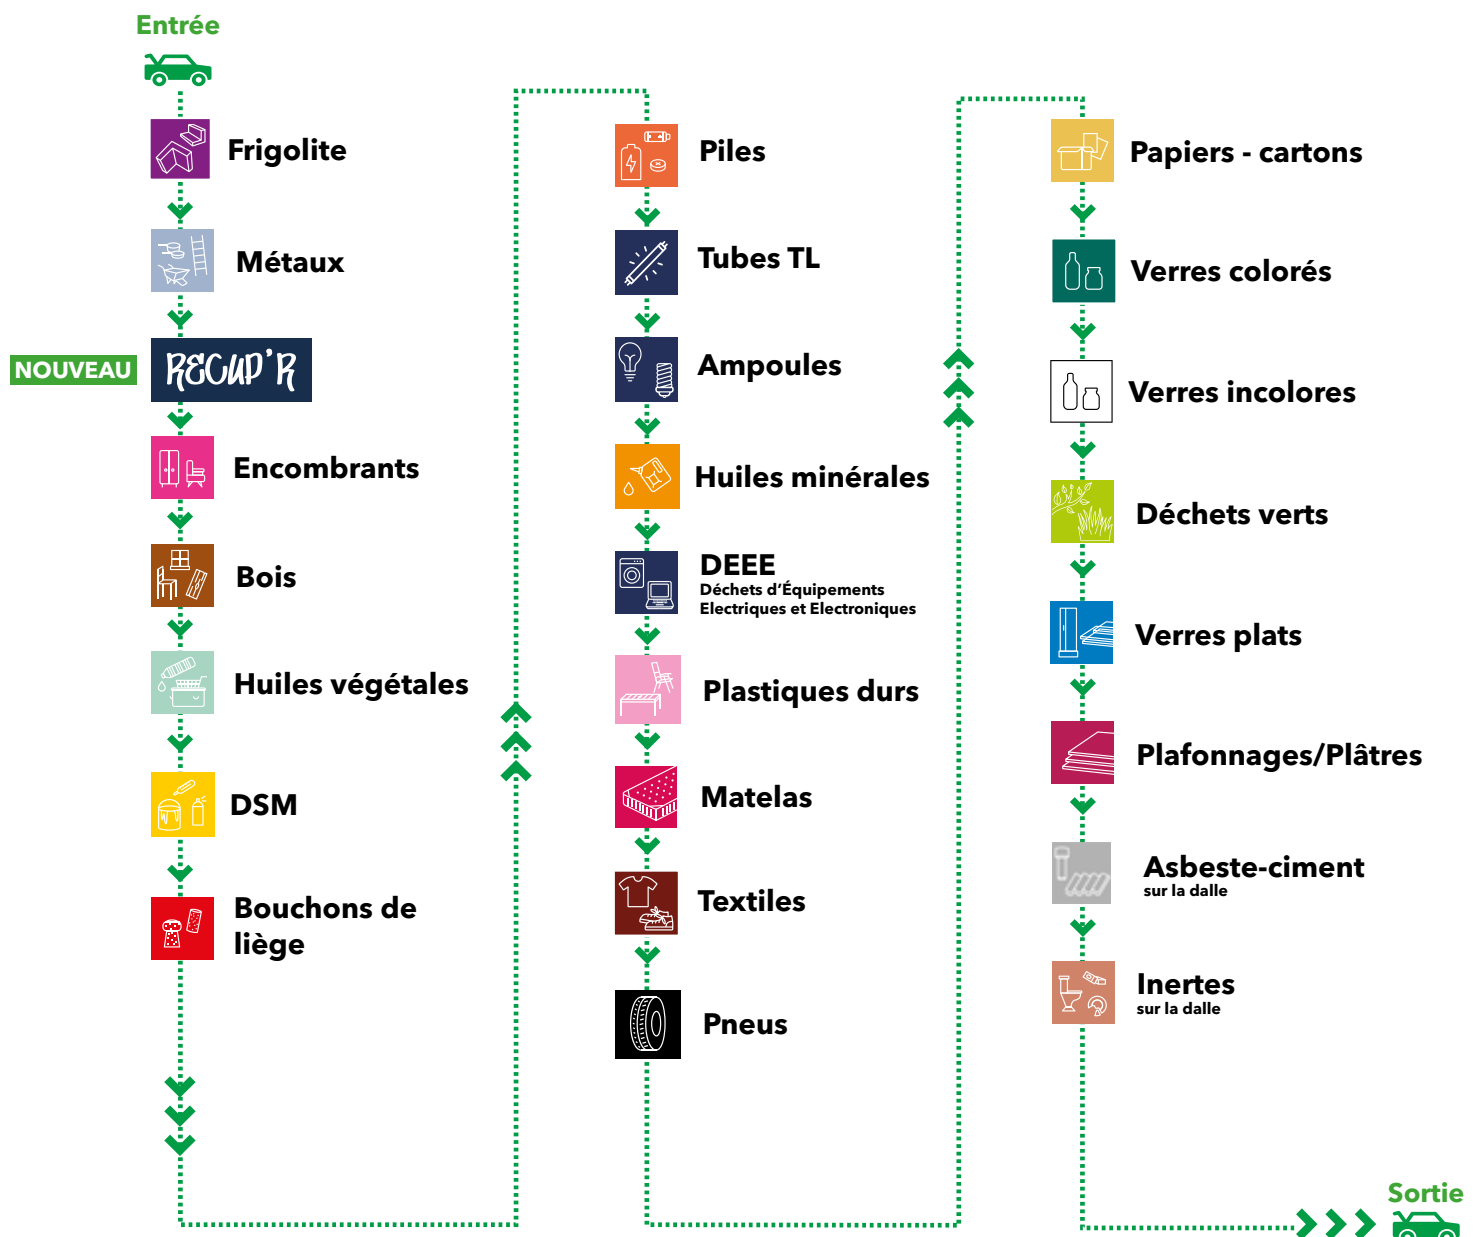 Entrée
Frigolite
Métaux
NOUVEAU
RECUP'R
Encombrants
Bois
Huiles végétales
DSM
Bouchons de
liège
Piles
Tubes TL
Ampoules
Huiles minérales
DEEE
Déchets d'Équipements
Electriques et Electroniques
Plastiques durs
Matelas
Textiles
Pneus
Papiers - cartons
Verres colorés
Verres incolores
Déchets verts
Verres plats
Plafonnages/Plâtres
Asbeste-ciment
sur la dalle
Inertes
sur la dalle
Sortie